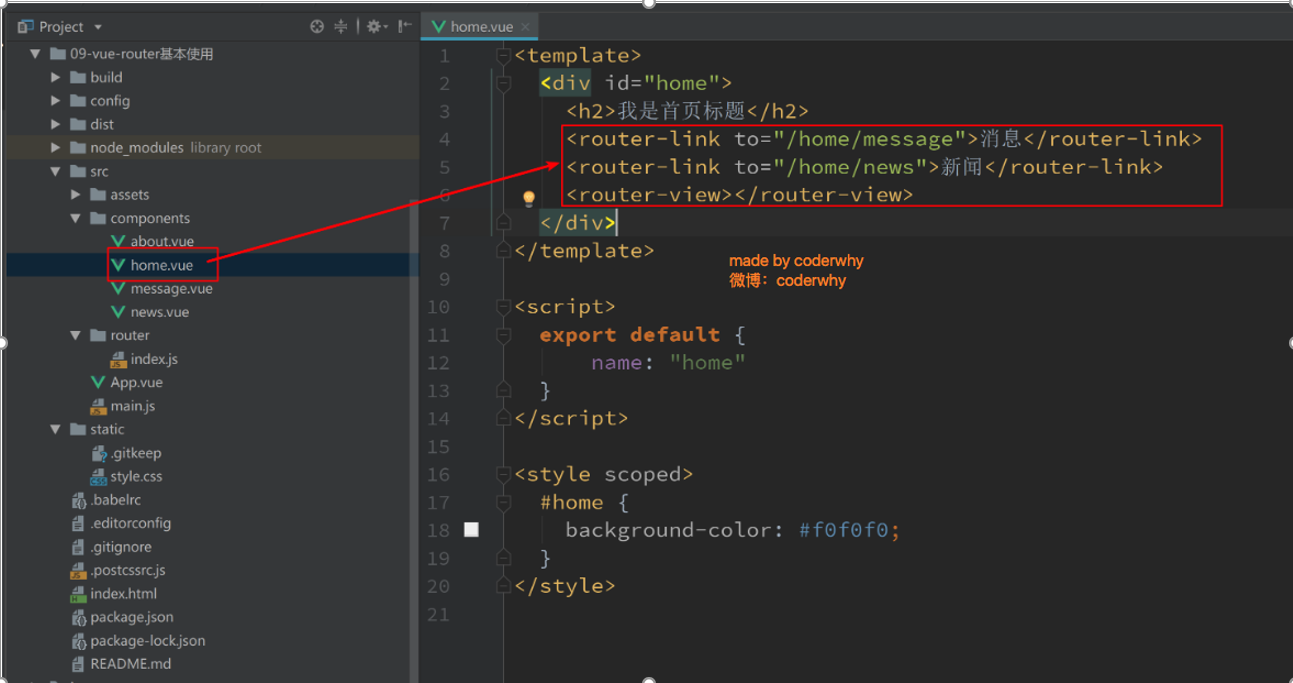 Project
09-vue-router基本使用
build
config
dist
node_modules library root
src
assets
components
about.vue
home.vue
message.vue
news.vue
router
index.js
App.vue
main.js
static
.gitkeep
style.css
.babelrc
.editorconfig
.gitignore
.postcssrc.js
index.html
package.json
package-lock.json
README.md
home.vue
1 <template>
2 <div id="home">
3 <h2>我是首页标题</h2>
4 <router-link to="/home/message">消息</router-link>
5 <router-link to="/home/news">新闻</router-link>
6 <router-view></router-view>
7 </div>
8 </template>
9
10 <script>
11 export default {
12 name: "home"
13 }
14 </script>
15
16 <style scoped>
17 #home {
18 background-color: #f0f0f0;
19 }
20 </style>
21
made by coderwhy
微博：coderwhy